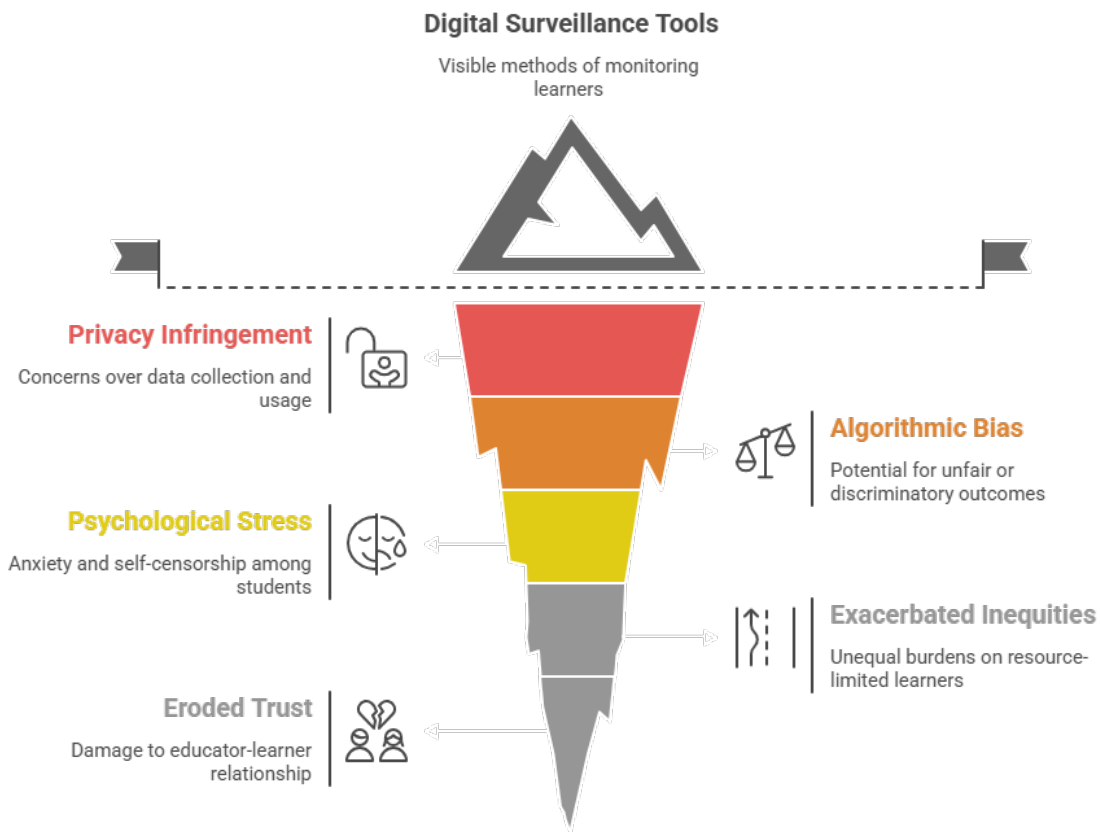 Digital Surveillance Tools
Visible methods of monitoring
learners
Privacy Infringement
Concerns over data collection and
usage
Algorithmic Bias
Potential for unfair or
discriminatory outcomes
Psychological Stress
Anxiety and self-censorship among
students
Exacerbated Inequities
Unequal burdens on resource-
limited learners
Eroded Trust
Damage to educator-learner
relationship